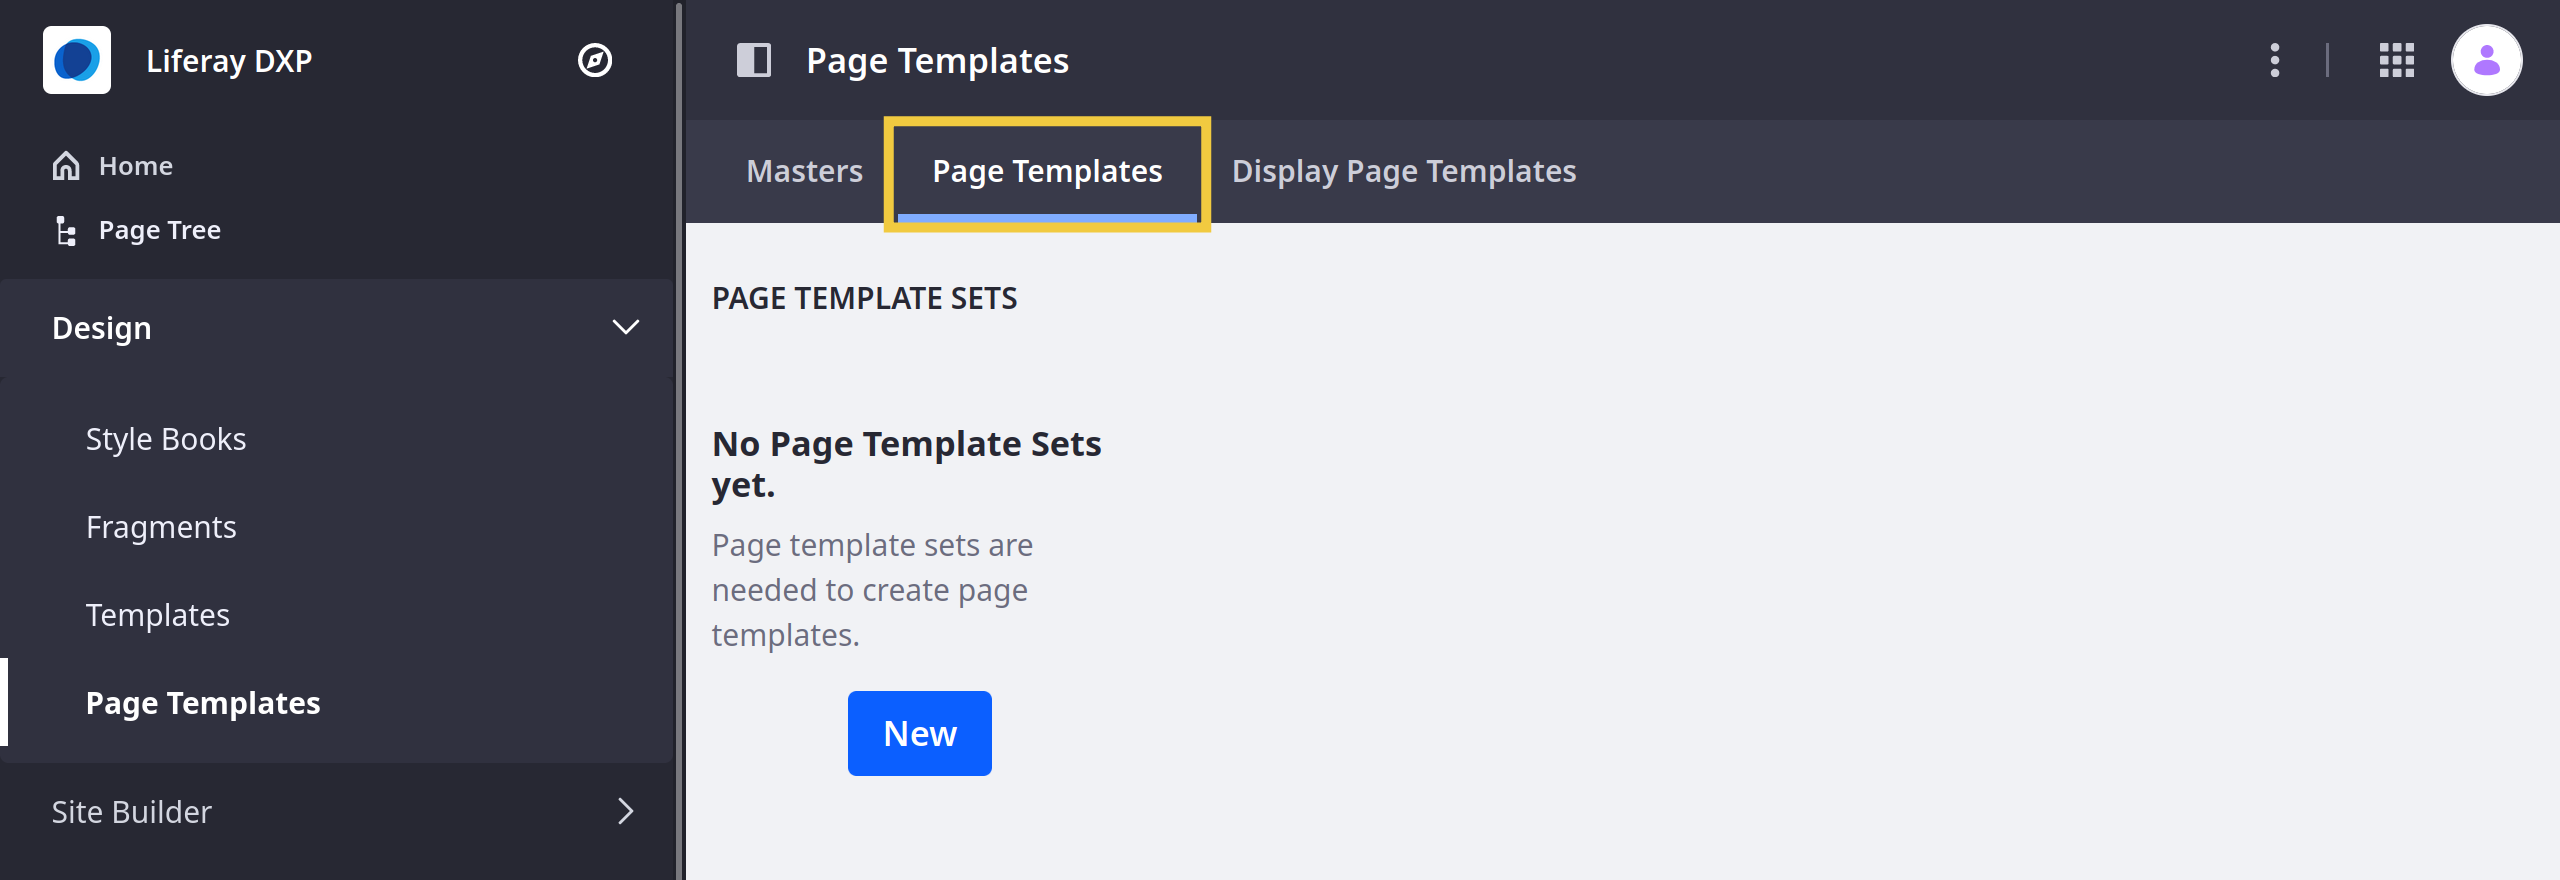 Liferay DXP
Home
Page Tree
Design
Style Books
Fragments
Templates
Page Templates
Site Builder
Page Templates
Masters
Page Templates
Display Page Templates
PAGE TEMPLATE SETS
No Page Template Sets
yet.
Page template sets are
needed to create page
templates.
New